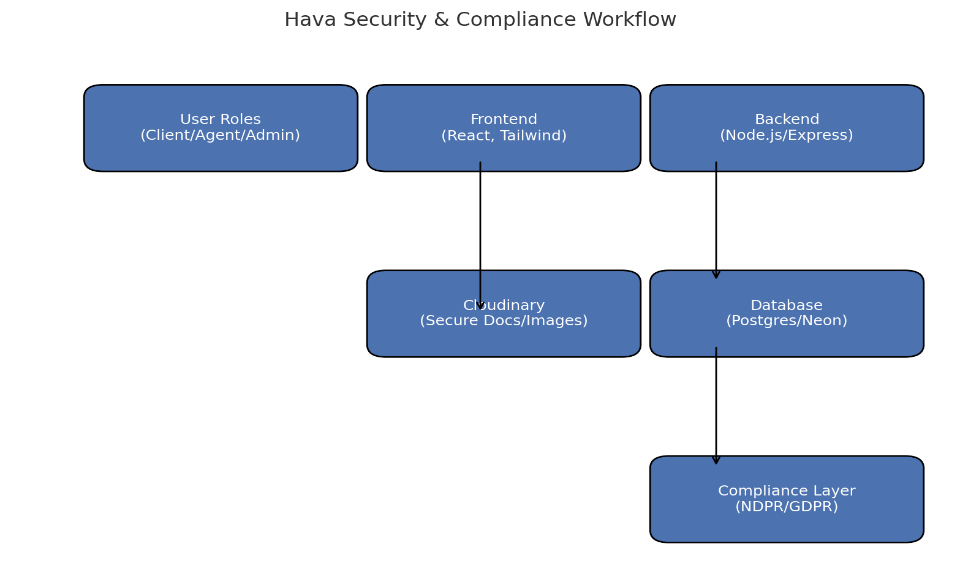 Hava Security & Compliance Workflow
User Roles
(Client/Agent/Admin)
Frontend
(React, Tailwind)
Backend
(Node.js/Express)
Cloudinary
(Secure Docs/Images)
Database
(Postgres/Neon)
Compliance Layer
(NDPR/GDPR)